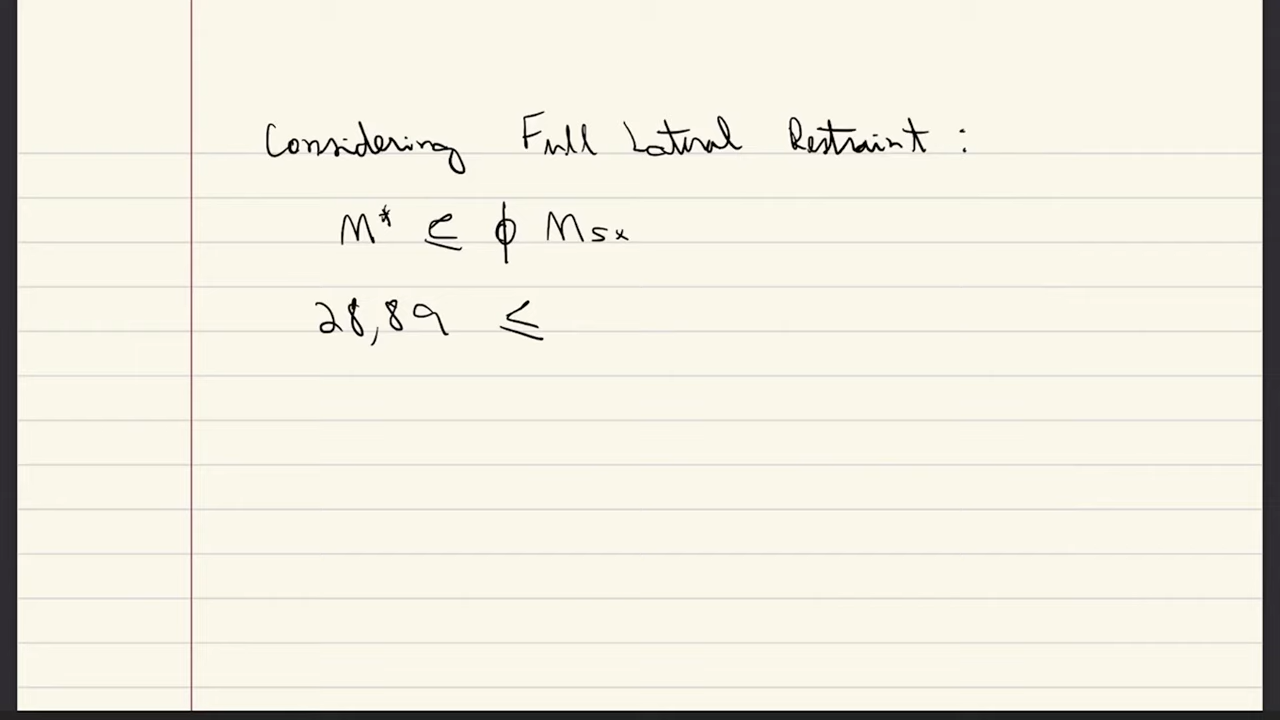 Considering Full Lateral Restraint :
M* ≤ ϕ Msx
28,89 ≤